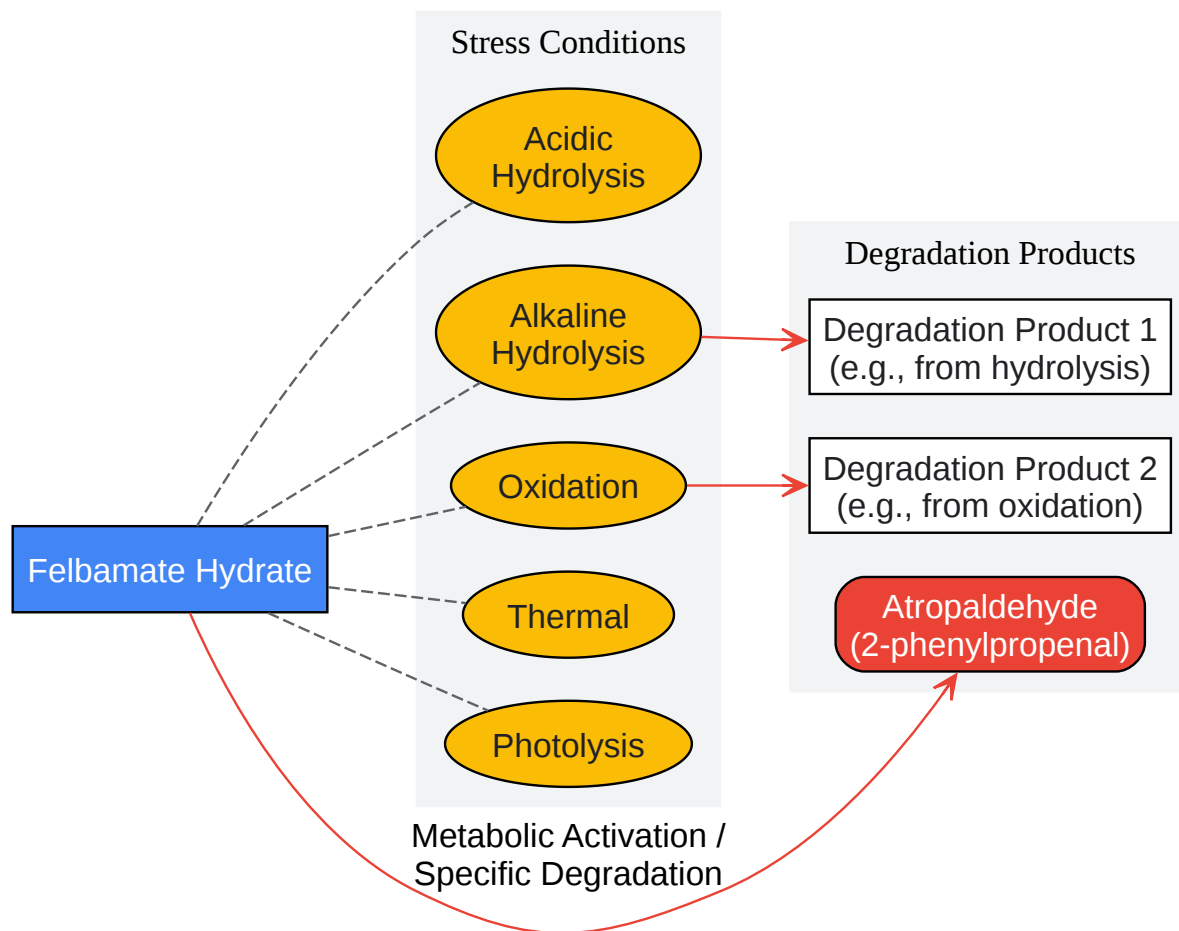 Stress Conditions
Acidic
Hydrolysis
Alkaline
Hydrolysis
Oxidation
Thermal
Photolysis
Felbamate Hydrate
Degradation Products
Degradation Product 1
(e.g., from hydrolysis)
Degradation Product 2
(e.g., from oxidation)
Atropaldehyde
(2-phenylpropenal)
Metabolic Activation /
Specific Degradation